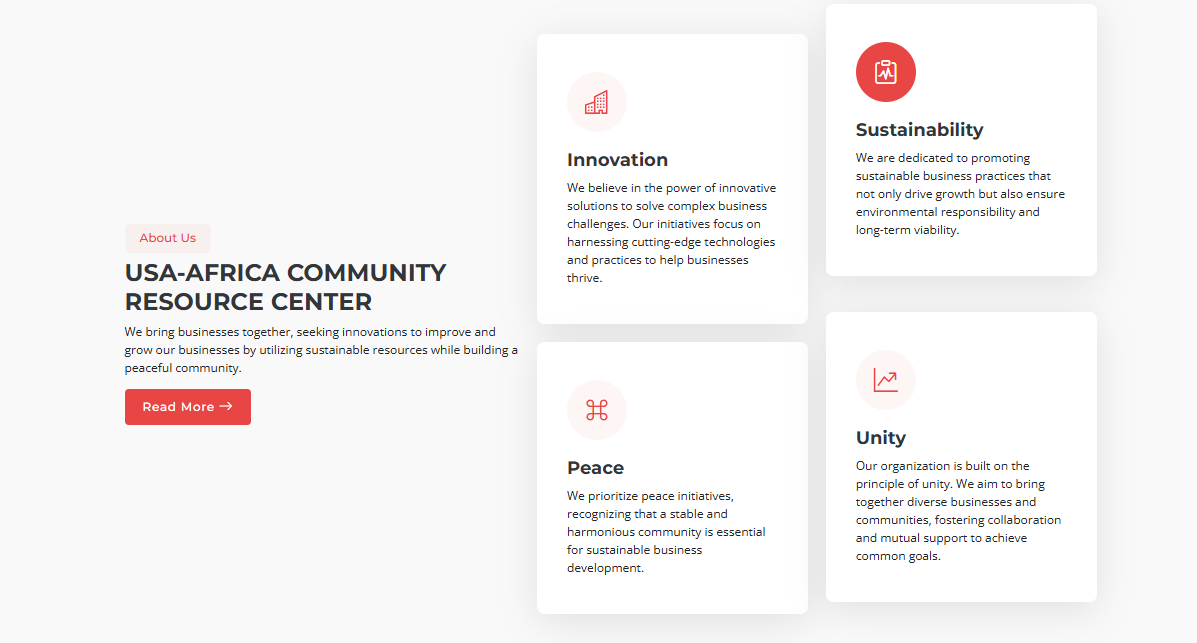 About Us
USA-AFRICA COMMUNITY
RESOURCE CENTER
We bring businesses together, seeking innovations to improve and
grow our businesses by utilizing sustainable resources while building a
peaceful community.
Read More →
Innovation
We believe in the power of innovative
solutions to solve complex business
challenges. Our initiatives focus on
harnessing cutting-edge technologies
and practices to help businesses
thrive.
Sustainability
We are dedicated to promoting
sustainable business practices that
not only drive growth but also ensure
environmental responsibility and
long-term viability.
Peace
We prioritize peace initiatives,
recognizing that a stable and
harmonious community is essential
for sustainable business
development.
Unity
Our organization is built on the
principle of unity. We aim to bring
together diverse businesses and
communities, fostering collaboration
and mutual support to achieve
common goals.